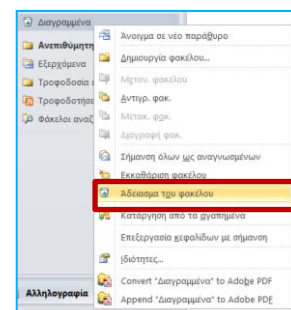 Διαγραμμένα
Ανεπιθύμητη
Εξερχόμενα
Τροφοδοσία
Τροφοδοτήσε
Φάκελοι αναζ
Άνοιγμα σε νέο παράθυρο
Δημιουργία φακέλου...
Μετον. φακέλου
Αντιγρ. φακ.
Μετακ. φακ.
Διαγραφή φακ.
Σήμανση όλων ως αναγνωσμένων
Εκκαθάριση φακέλου
Άδειασμα του φακέλου
Κατάργηση από τα αγαπημένα
Επεξεργασία κεφαλίδων με σήμανση
Ιδιότητες...
Convert "Διαγραμμένα" to Adobe PDF
Append "Διαγραμμένα" to Adobe PDF
Αλληλογραφία